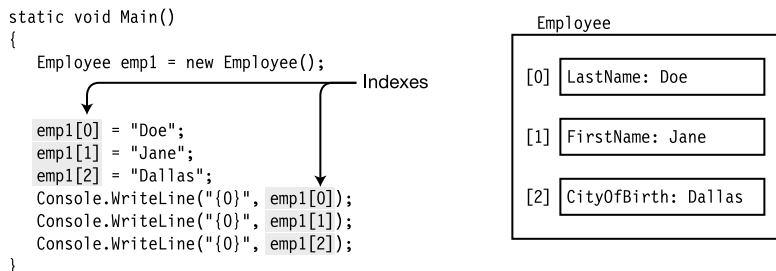 static void Main()
{
Employee emp1 = new Employee();
Indexes
emp1[0] = "Doe";
emp1[1] = "Jane";
emp1[2] = "Dallas";
Console.WriteLine("{0}", emp1[0]);
Console.WriteLine("{0}", emp1[1]);
Console.WriteLine("{0}", emp1[2]);
}
Employee
[0] LastName: Doe
[1] FirstName: Jane
[2] CityOfBirth: Dallas